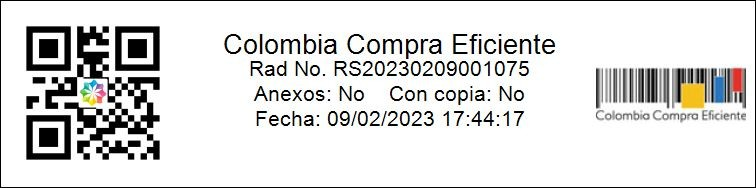 Colombia Compra Eficiente
Rad No. RS20230209001075
Anexos: No    Con copia: No
Fecha: 09/02/2023 17:44:17
Colombia Compra Eficiente